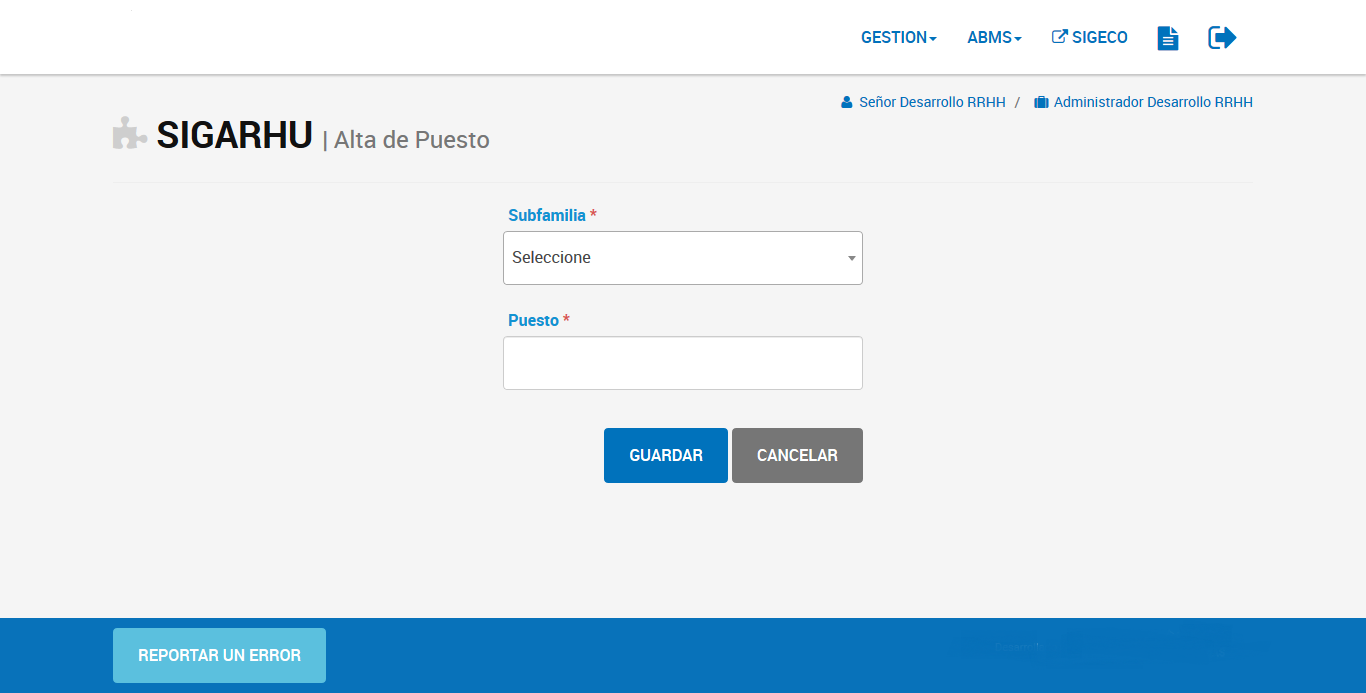 GESTION ABMS SIGECO
Señor Desarrollo RRHH / Administrador Desarrollo RRHH
SIGARHU | Alta de Puesto
Subfamilia *
Seleccione
Puesto *
GUARDAR CANCELAR
REPORTAR UN ERROR